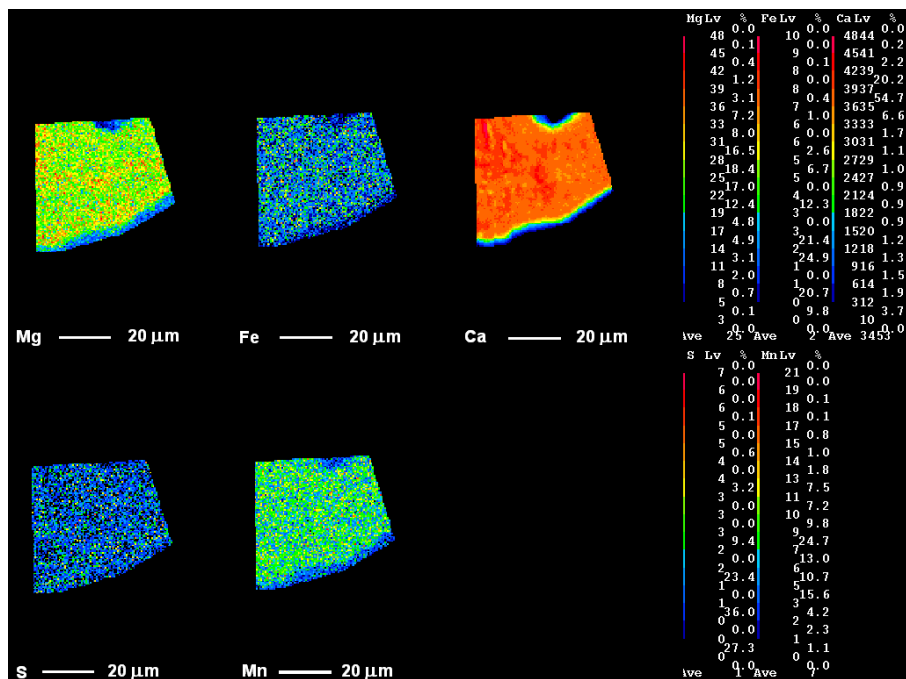 Mg Lv % Fe Lv % Ca Lv %
0.0 0.0 0.0
48 10 4844
0.1 0.0 0.2
45 9 4541
0.4 0.1 2.2
42 8 4239
1.2 0.0 20.2
39 8 3937
3.1 0.4 54.7
36 7 3635
7.2 1.0 6.6
33 6 3333
8.0 0.0 1.7
31 6 3031
16.5 2.6 1.1
28 5 2729
18.4 6.7 1.0
25 5 2427
17.0 0.0 0.9
22 4 2124
12.4 12.3 0.9
19 3 1822
4.8 0.0 0.9
17 3 1520
4.9 21.4 1.2
14 2 1218
3.1 24.9 1.3
11 1 916
2.0 0.0 1.5
8 1 614
0.7 20.7 1.9
5 0 312
0.1 9.8 3.7
3 0 10
0.0 0.0 0.0
Ave 25 Ave 2 Ave 3453
Mg 20 µm Fe 20 µm Ca 20 µm
S Lv % Mn Lv %
0.0 0.0
7 21
0.0 0.0
6 19
0.0 0.1
6 18
0.1 0.1
5 17
0.0 0.8
5 15
0.6 1.0
4 14
0.0 1.8
4 13
3.2 7.5
3 11
0.0 7.2
3 10
0.0 9.8
3 9
9.4 24.7
2 7
0.0 13.0
2 6
23.4 10.7
1 5
0.0 15.6
1 3
36.0 4.2
0 2
0.0 2.3
0 1
27.3 1.1
0 0
0.0 0.0
Ave 1 Ave 7
S 20 µm Mn 20 µm